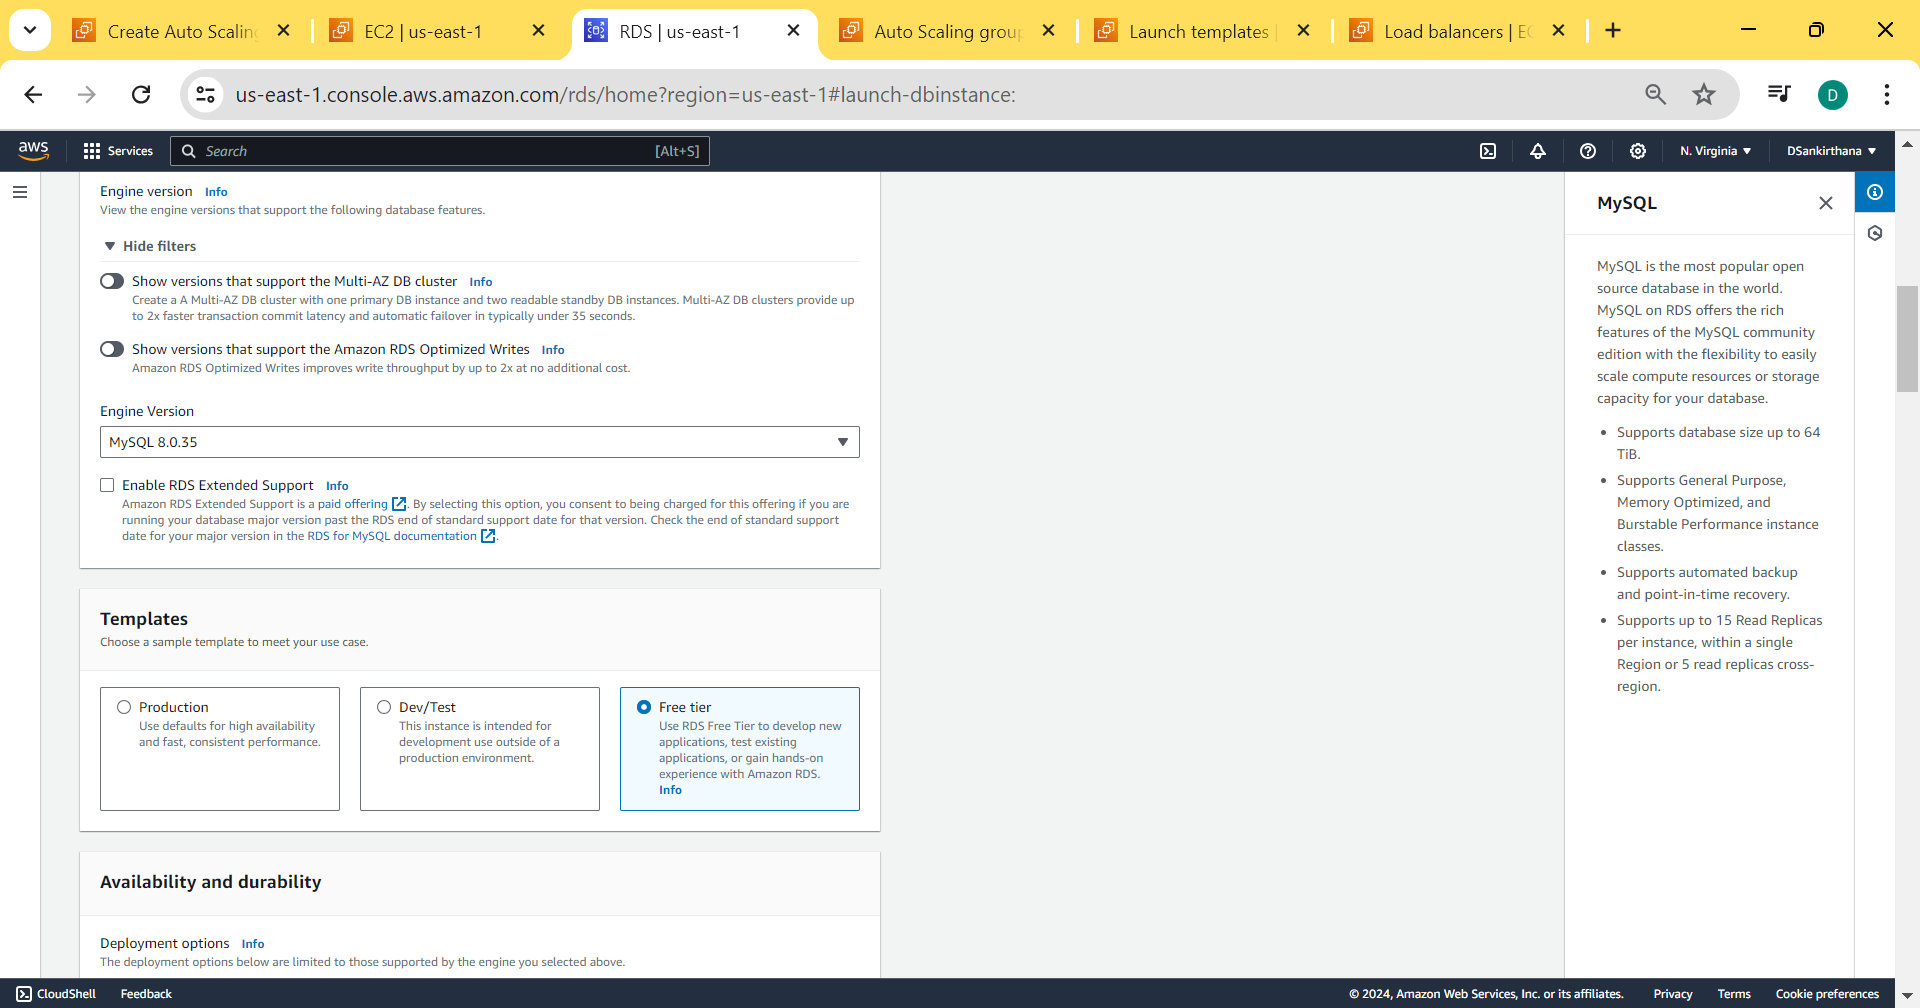 Create Auto Scaling
EC2 | us-east-1
RDS | us-east-1
Auto Scaling grou
Launch templates |
Load balancers | EC
us-east-1.console.aws.amazon.com/rds/home?region=us-east-1#launch-dbinstance:
D
aws
Services
Search
[Alt+S]
N. Virginia
DSankirthana
Engine version Info
View the engine versions that support the following database features.
Hide filters
Show versions that support the Multi-AZ DB cluster Info
Create a A Multi-AZ DB cluster with one primary DB instance and two readable standby DB instances. Multi-AZ DB clusters provide up
to 2x faster transaction commit latency and automatic failover in typically under 35 seconds.
Show versions that support the Amazon RDS Optimized Writes Info
Amazon RDS Optimized Writes improves write throughput by up to 2x at no additional cost.
Engine Version
MySQL 8.0.35
Enable RDS Extended Support Info
Amazon RDS Extended Support is a paid offering. By selecting this option, you consent to being charged for this offering if you are
running your database major version past the RDS end of standard support date for that version. Check the end of standard support
date for your major version in the RDS for MySQL documentation.
Templates
Choose a sample template to meet your use case.
Production
Use defaults for high availability
and fast, consistent performance.
Dev/Test
This instance is intended for
development use outside of a
production environment.
Free tier
Use RDS Free Tier to develop new
applications, test existing
applications, or gain hands-on
experience with Amazon RDS.
Info
Availability and durability
Deployment options Info
The deployment options below are limited to those supported by the engine you selected above.
MySQL
MySQL is the most popular open
source database in the world.
MySQL on RDS offers the rich
features of the MySQL community
edition with the flexibility to easily
scale compute resources or storage
capacity for your database.
• Supports database size up to 64
TiB.
• Supports General Purpose,
Memory Optimized, and
Burstable Performance instance
classes.
• Supports automated backup
and point-in-time recovery.
• Supports up to 15 Read Replicas
per instance, within a single
Region or 5 read replicas cross-
region.
CloudShell
Feedback
© 2024, Amazon Web Services, Inc. or its affiliates.
Privacy
Terms
Cookie preferences